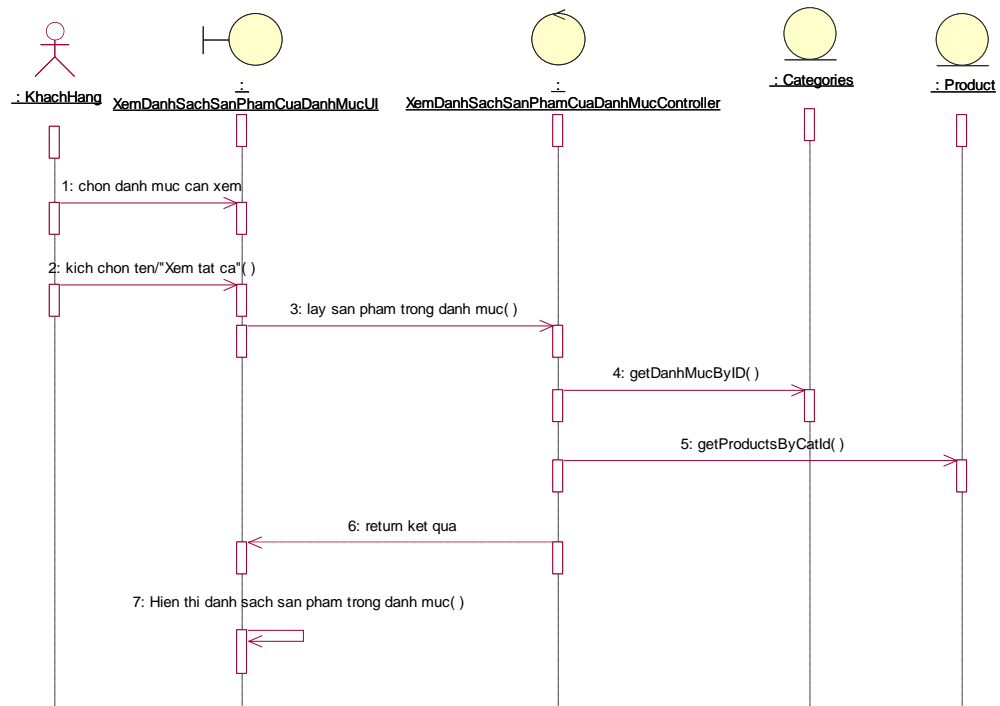 : KhachHang
:
XemDanhSachSanPhamCuaDanhMucUI
:
XemDanhSachSanPhamCuaDanhMucController
: Categories
: Product
1: chon danh muc can xem
2: kich chon ten/"Xem tat ca"( )
3: lay san pham trong danh muc( )
4: getDanhMucByID( )
5: getProductsByCatId( )
6: return ket qua
7: Hien thi danh sach san pham trong danh muc( )